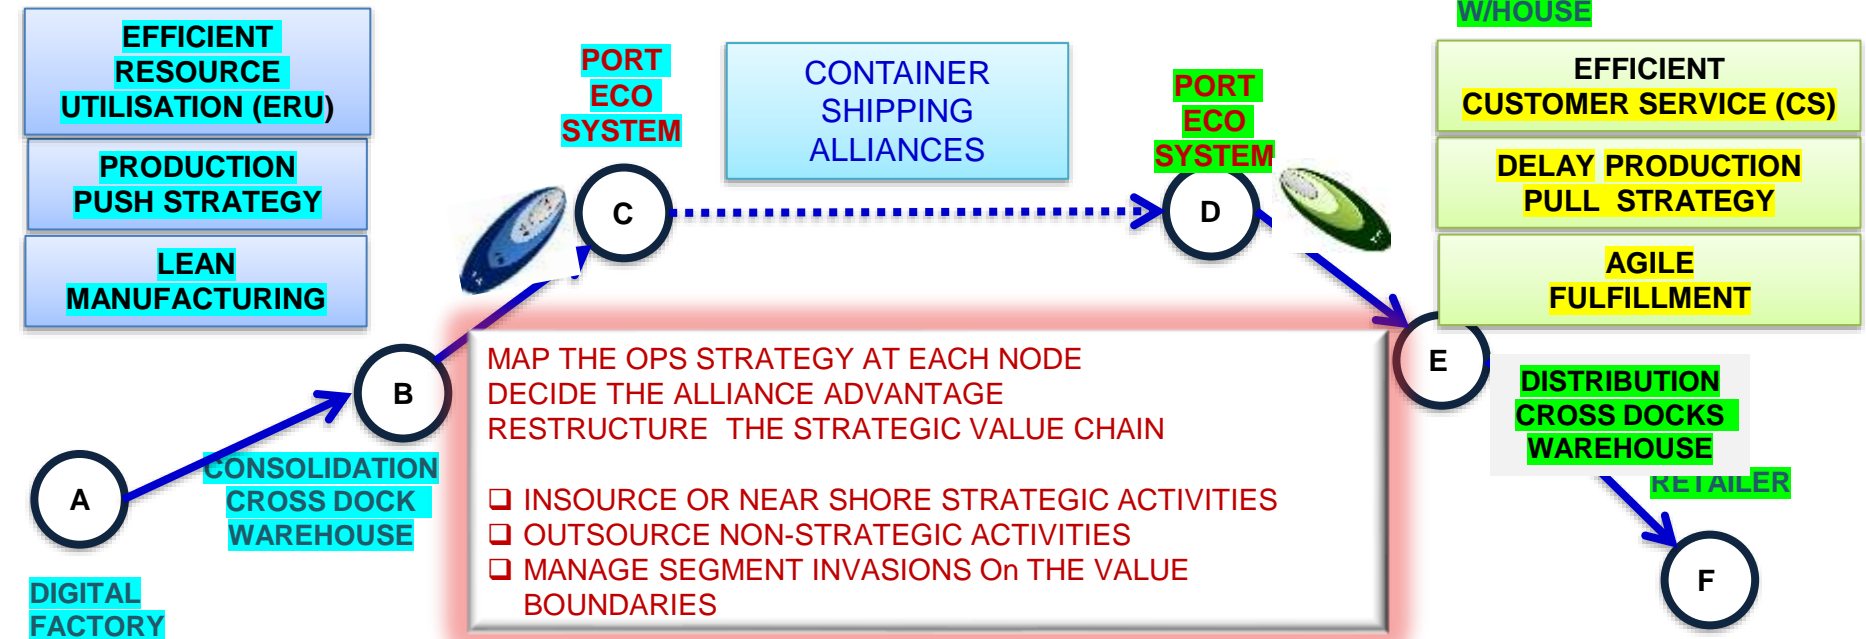 EFFICIENT
RESOURCE
UTILISATION (ERU)
PRODUCTION
PUSH STRATEGY
LEAN
MANUFACTURING
PORT
ECO
SYSTEM
CONTAINER
SHIPPING
ALLIANCES
PORT
ECO
SYSTEM
W/HOUSE
EFFICIENT
CUSTOMER SERVICE (CS)
DELAY PRODUCTION
PULL STRATEGY
AGILE
FULFILLMENT
C
D
B
E
A
F
MAP THE OPS STRATEGY AT EACH NODE
DECIDE THE ALLIANCE ADVANTAGE
RESTRUCTURE THE STRATEGIC VALUE CHAIN
❑ INSOURCE OR NEAR SHORE STRATEGIC ACTIVITIES
❑ OUTSOURCE NON-STRATEGIC ACTIVITIES
❑ MANAGE SEGMENT INVASIONS On THE VALUE
BOUNDARIES
CONSOLIDATION
CROSS DOCK
WAREHOUSE
DIGITAL
FACTORY
DISTRIBUTION
CROSS DOCKS
WAREHOUSE
RETAILER